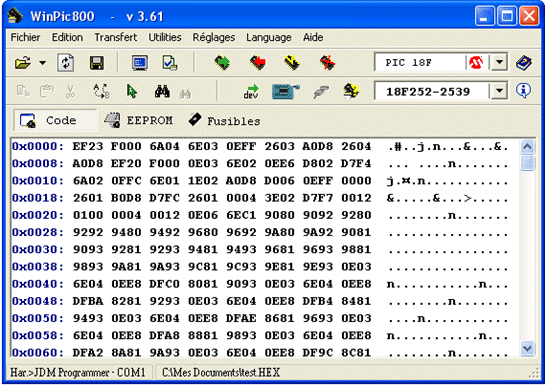 WinPic800 - v 3.61
Fichier Edition Transfert Utilities Réglages Language Aide
PIC 18F
dev 18F252-2539
Code EEPROM Fusibles
0x0000: EF23 F000 6A04 6E03 0EFF 2603 A0D8 2604 .#..j.n...&...&.
0x0008: A0D8 EF20 F000 0E03 6E02 0EE6 D802 D7F4 ... .....n.......
0x0010: 6A02 0FFC 6E01 1E02 A0D8 D006 0EFF 0000 j.¤.n...........
0x0018: 2601 B0D8 D7FC 2601 0004 3E02 D7F7 0012 &.....&...>.....
0x0020: 0100 0004 0012 0E06 6EC1 9080 9092 9280 ........n.......
0x0028: 9292 9480 9492 9680 9692 9A80 9A92 9081 ................
0x0030: 9093 9281 9293 9481 9493 9681 9693 9881 ................
0x0038: 9893 9A81 9A93 9C81 9C93 9E81 9E93 0E03 ................
0x0040: 6E04 0EE8 DFC0 8081 9093 0E03 6E04 0EE8 n...........n...
0x0048: DFBA 8281 9293 0E03 6E04 0EE8 DFB4 8481 ........n.......
0x0050: 9493 0E03 6E04 0EE8 DFAE 8681 9693 0E03 ....n...........
0x0058: 6E04 0EE8 DFA8 8881 9893 0E03 6E04 0EE8 n...........n...
0x0060: DFA2 8A81 9A93 0E03 6E04 0EE8 DF9C 8C81 ........n.......
Har.>JDM Programmer - COM1 C:\Mes Documents\test.HEX